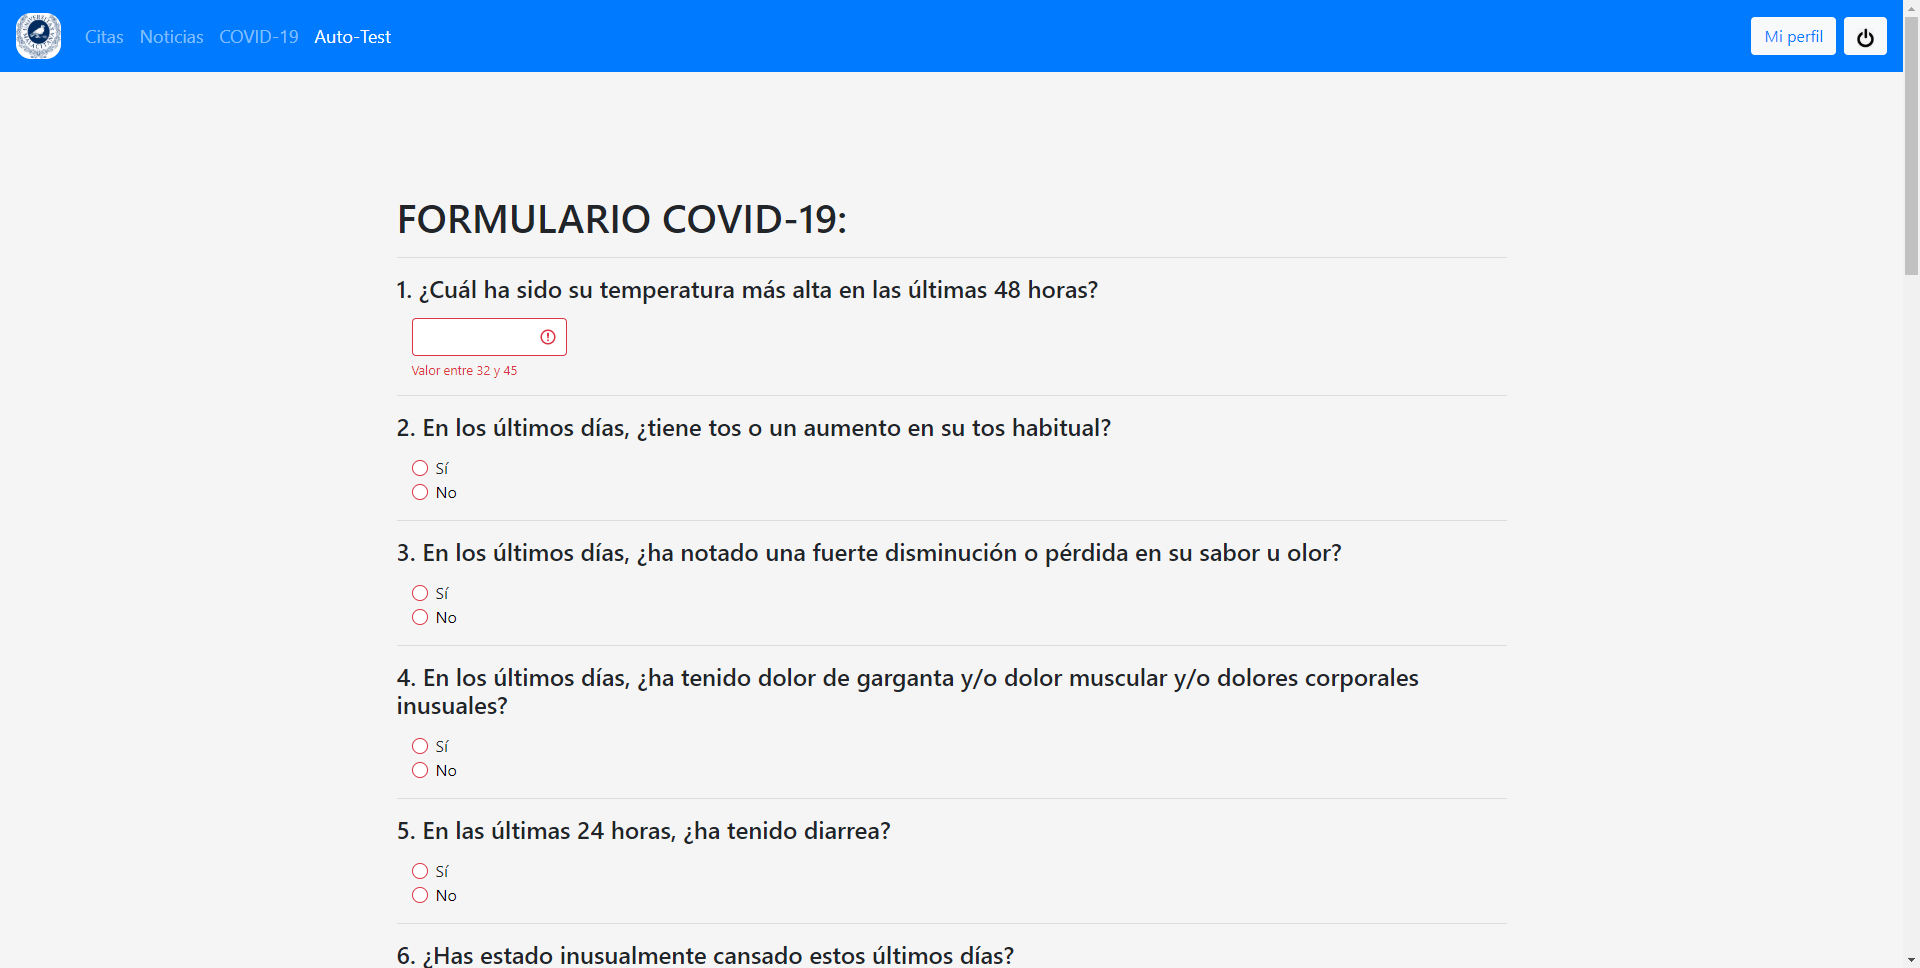 Citas Noticias COVID-19 Auto-Test Mi perfil
FORMULARIO COVID-19:
1. ¿Cuál ha sido su temperatura más alta en las últimas 48 horas?
Valor entre 32 y 45
2. En los últimos días, ¿tiene tos o un aumento en su tos habitual?
Sí
No
3. En los últimos días, ¿ha notado una fuerte disminución o pérdida en su sabor u olor?
Sí
No
4. En los últimos días, ¿ha tenido dolor de garganta y/o dolor muscular y/o dolores corporales
inusuales?
Sí
No
5. En las últimas 24 horas, ¿ha tenido diarrea?
Sí
No
6. ¿Has estado inusualmente cansado estos últimos días?